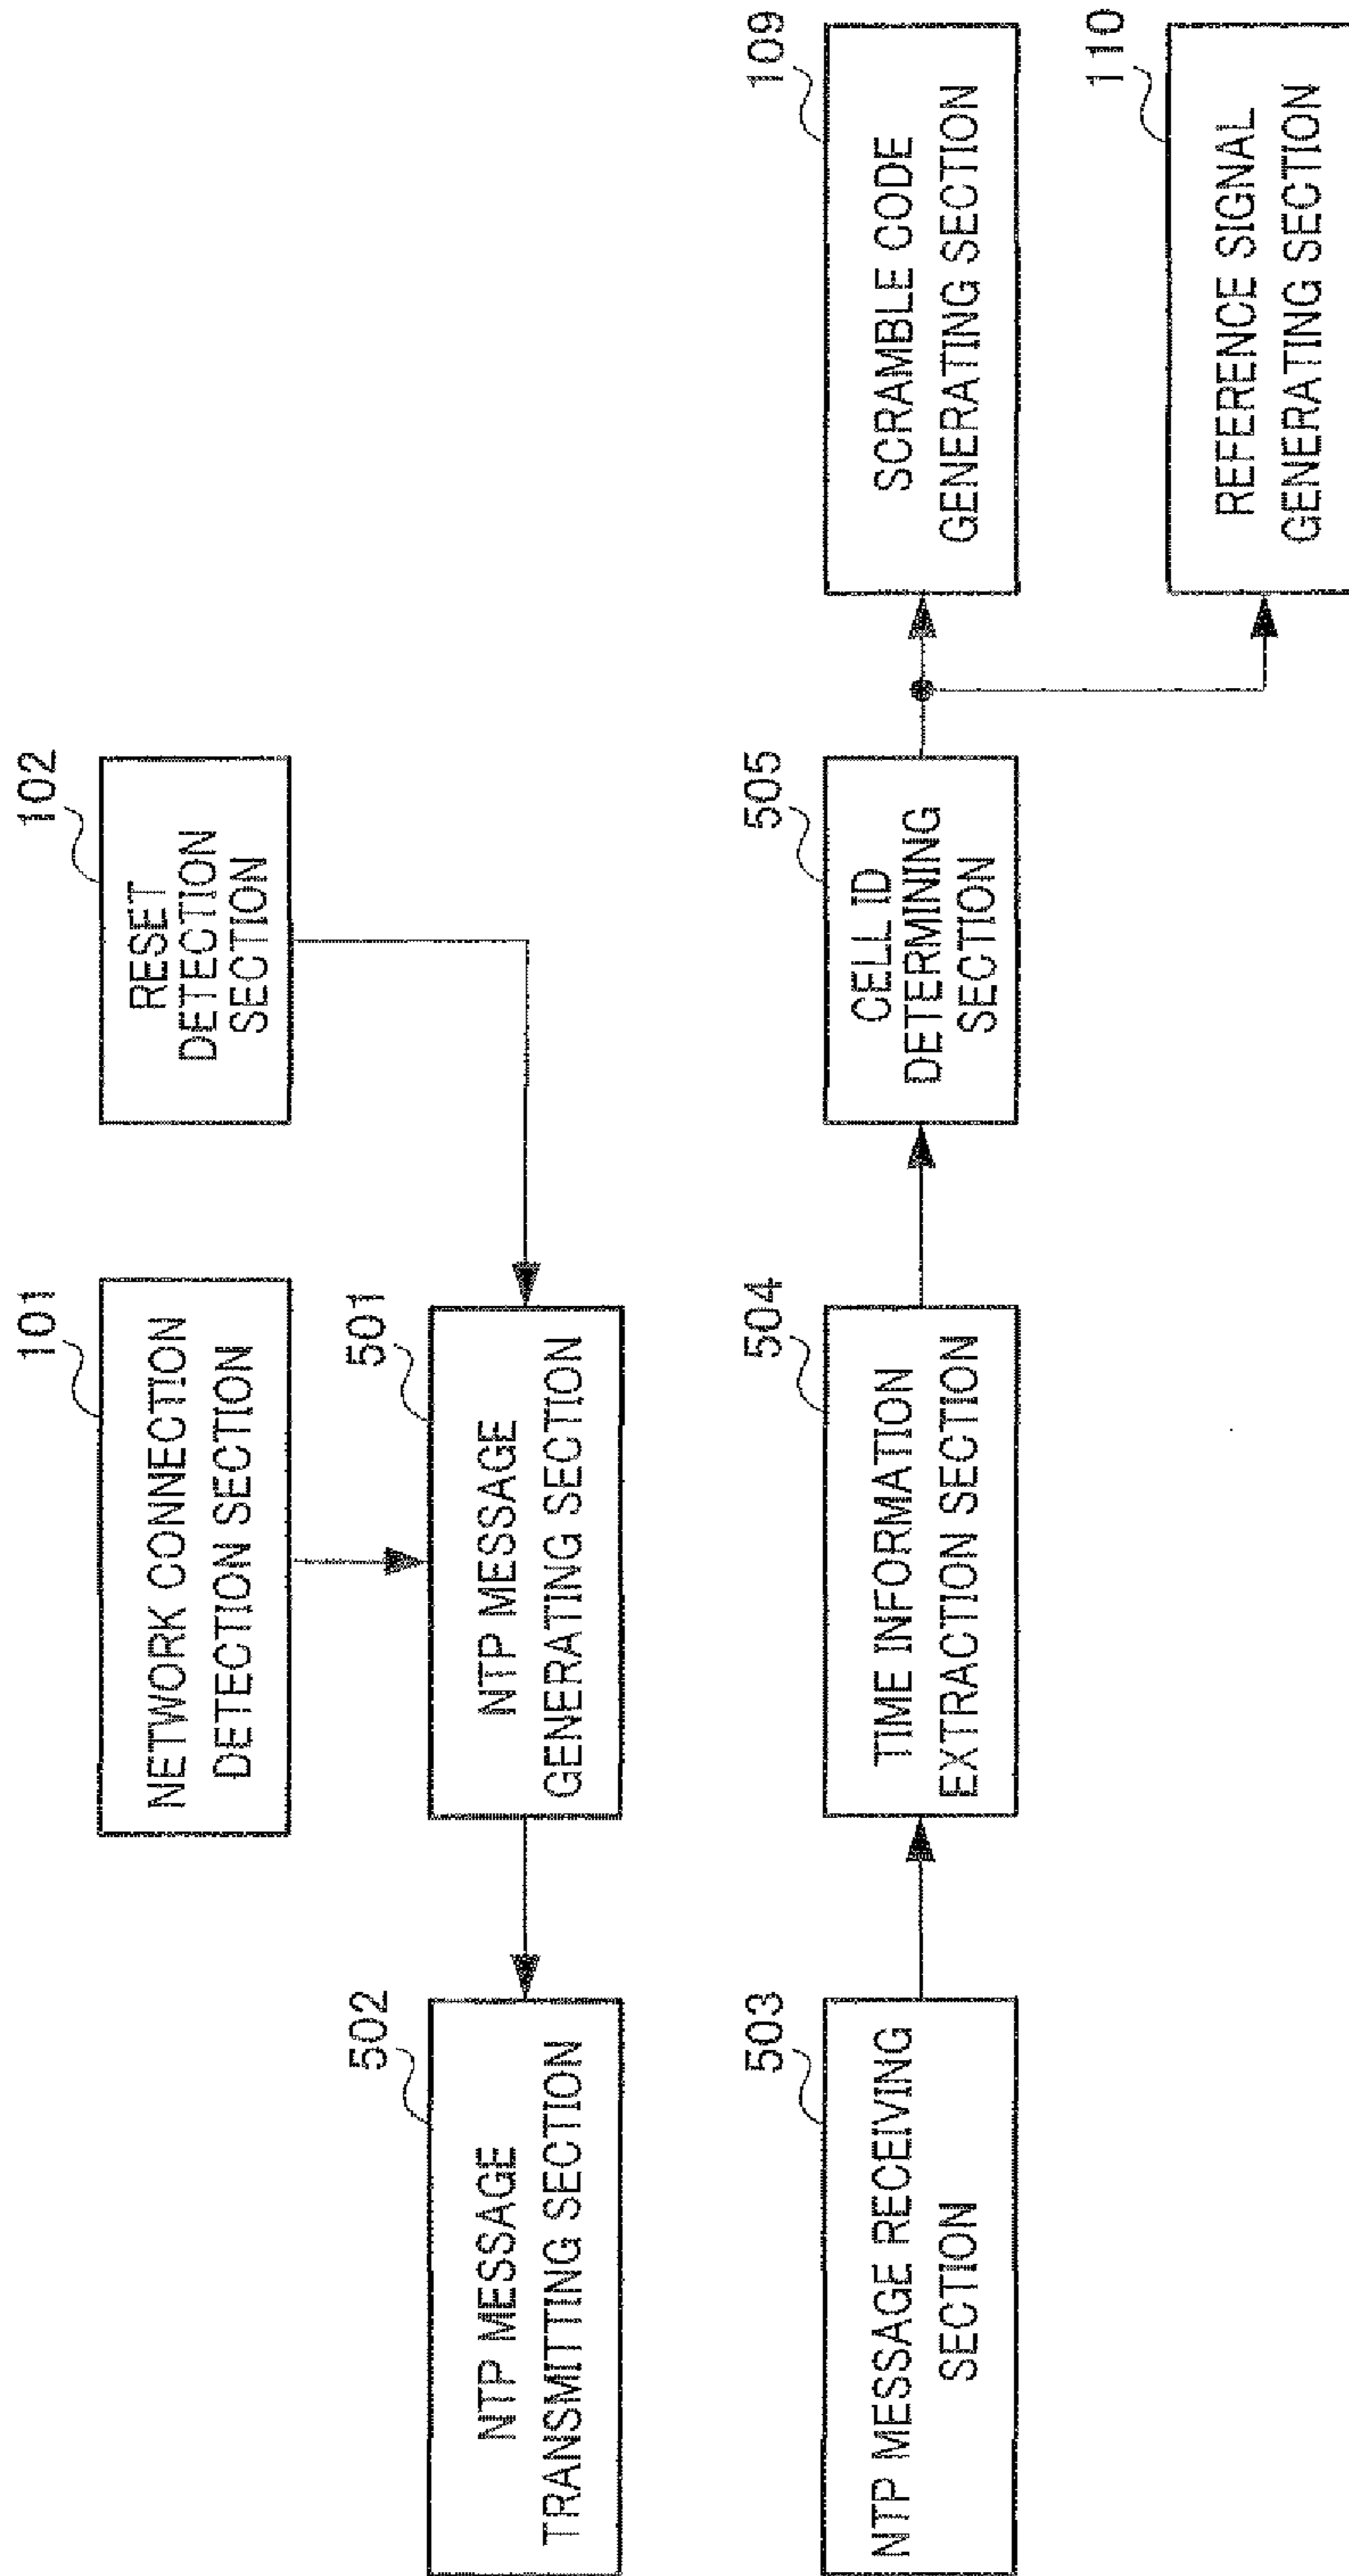 101
NETWORK CONNECTION
DETECTION SECTION
102
RESET
DETECTION
SECTION
502
NTP MESSAGE
TRANSMITTING SECTION
501
NTP MESSAGE
GENERATING SECTION
503
NTP MESSAGE RECEIVING
SECTION
504
TIME INFORMATION
EXTRACTION SECTION
505
CELL ID
DETERMINING
SECTION
109
SCRAMBLE CODE
GENERATING SECTION
110
REFERENCE SIGNAL
GENERATING SECTION